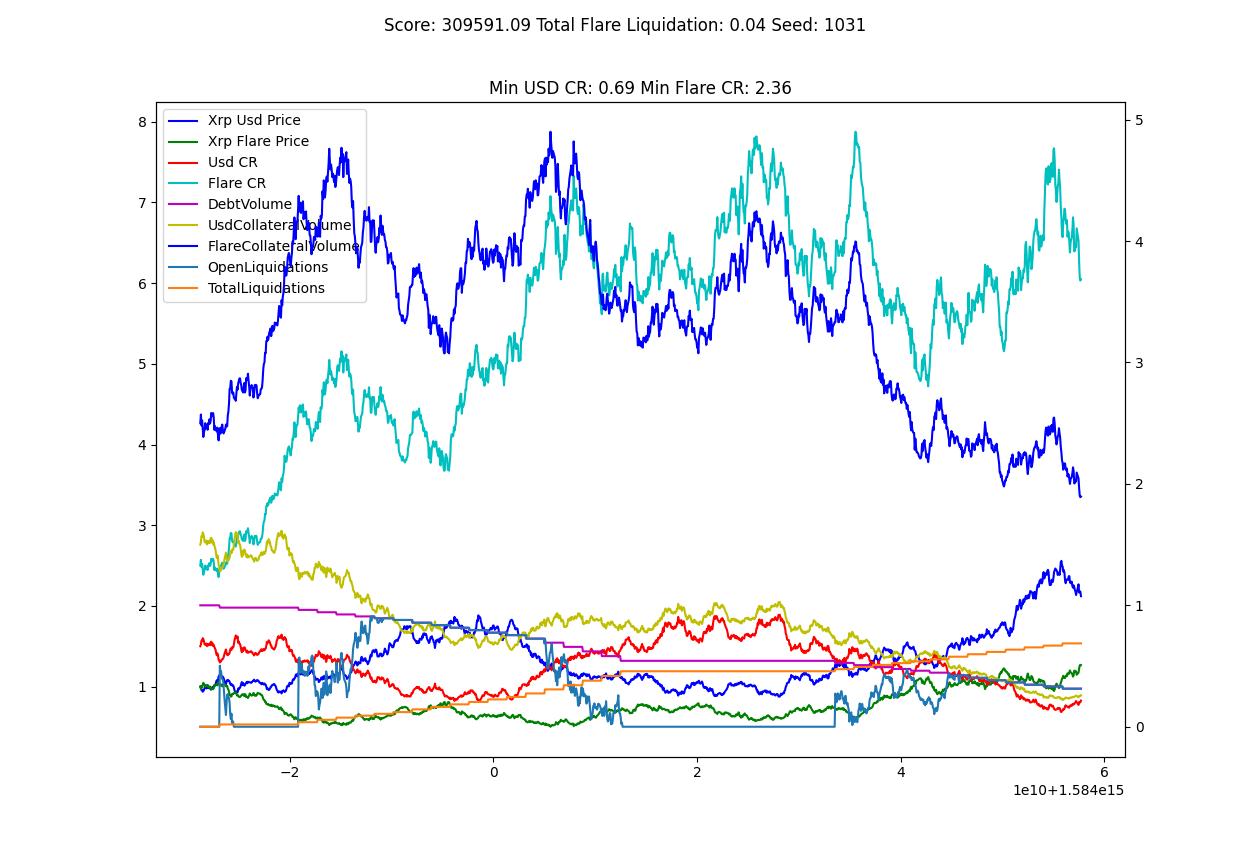 Score: 309591.09 Total Flare Liquidation: 0.04 Seed: 1031
Min USD CR: 0.69 Min Flare CR: 2.36
Xrp Usd Price
Xrp Flare Price
Usd CR
Flare CR
DebtVolume
UsdCollateralVolume
FlareCollateralVolume
OpenLiquidations
TotalLiquidations
8
7
6
5
4
3
2
1
5
4
3
2
1
0
−2
0
2
4
6
1e10+1.584e15